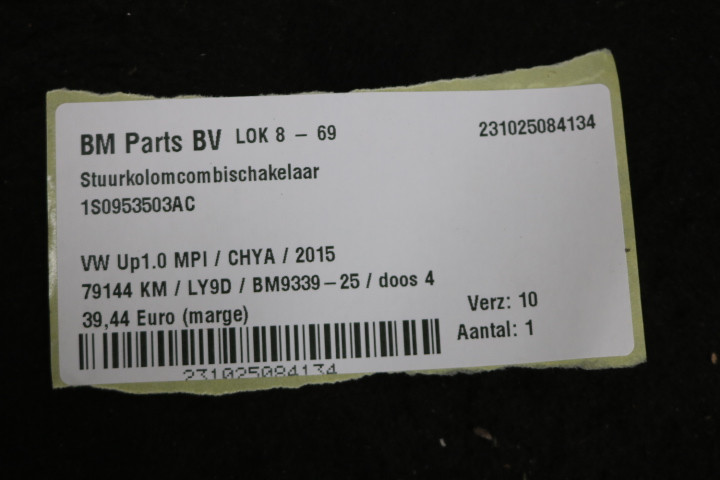 BM Parts BV LOK 8 - 69 231025084134
Stuurkolomcombischakelaar
1S0953503AC
VW Up1.0 MPI / CHYA / 2015
79144 KM / LY9D / BM9339-25 / doos 4
39,44 Euro (marge)
Verz: 10
Aantal: 1
231025084134